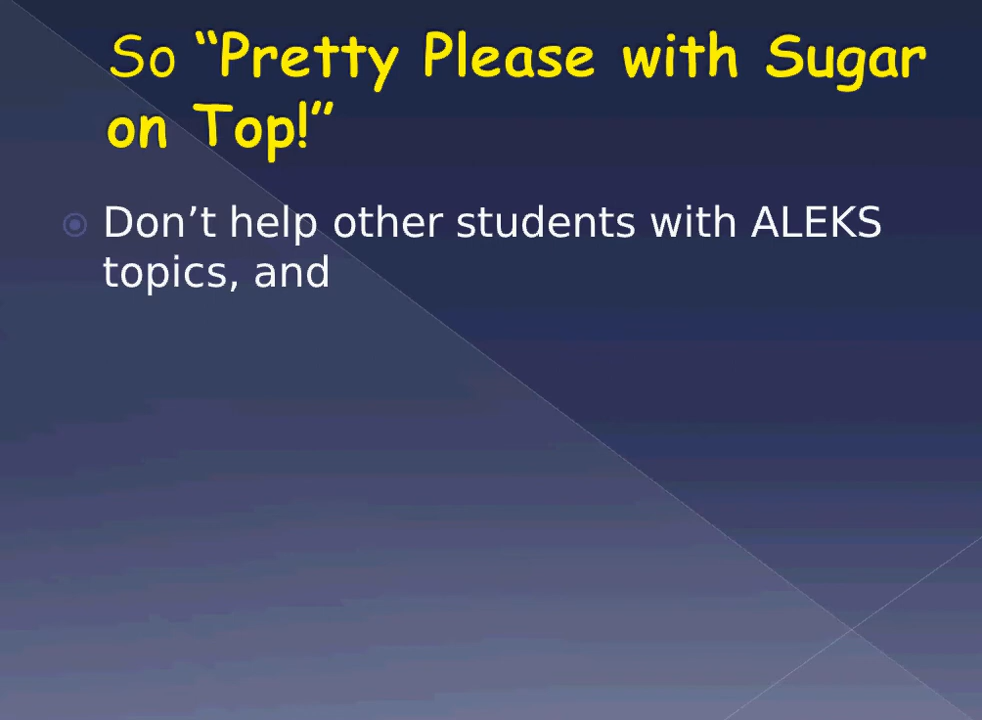 So “Pretty Please with Sugar
on Top!”
Don’t help other students with ALEKS
topics, and